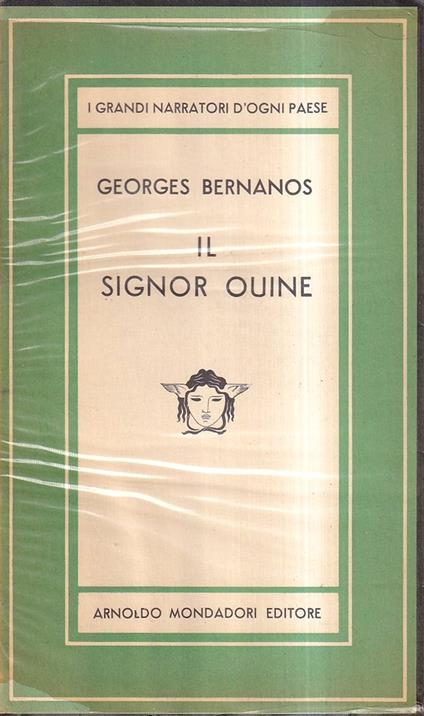 I GRANDI NARRATORI D'OGNI PAESE
GEORGES BERNANOS
IL
SIGNOR OUINE
ARNOLDO MONDADORI EDITORE